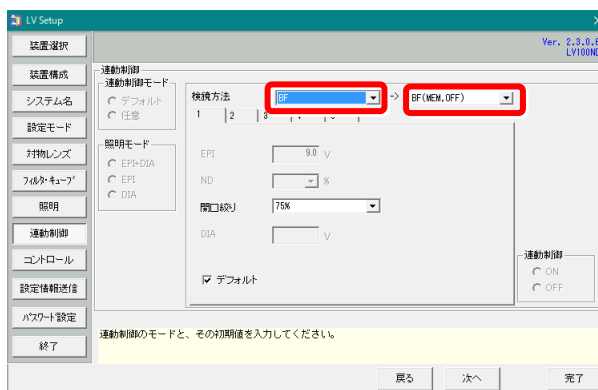 LV Setup
Ver. 2.3.0.6
LV100ND
装置選択
装置構成
システム名
設定モード
対物レンズ
フィルタ・キューブ
照明
連動制御
コントロール
設定情報送信
パスワード設定
終了
連動制御
連動制御モード
デフォルト
任意
照明モード
EPI+DIA
EPI
DIA
検鏡方法
BF
->
BF(MEM.OFF)
1 2 3
EPI 9.0 V
ND %
開口絞り 75%
DIA V
デフォルト
連動制御
ON
OFF
連動制御のモードと、その初期値を入力してください。
戻る 次へ 完了